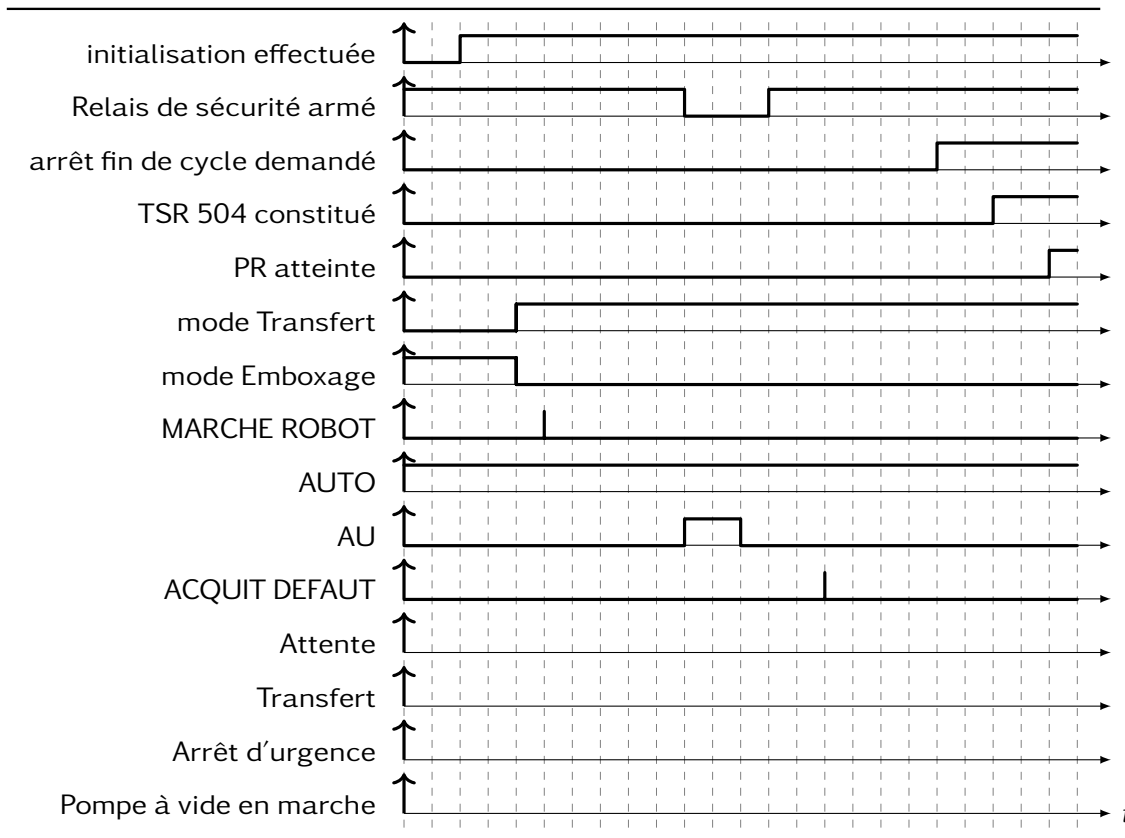 initialisation effectuée
Relais de sécurité armé
arrêt fin de cycle demandé
TSR 504 constitué
PR atteinte
mode Transfert
mode Emboxage
MARCHE ROBOT
AUTO
AU
ACQUIT DEFAUT
Attente
Transfert
Arrêt d'urgence
Pompe à vide en marche